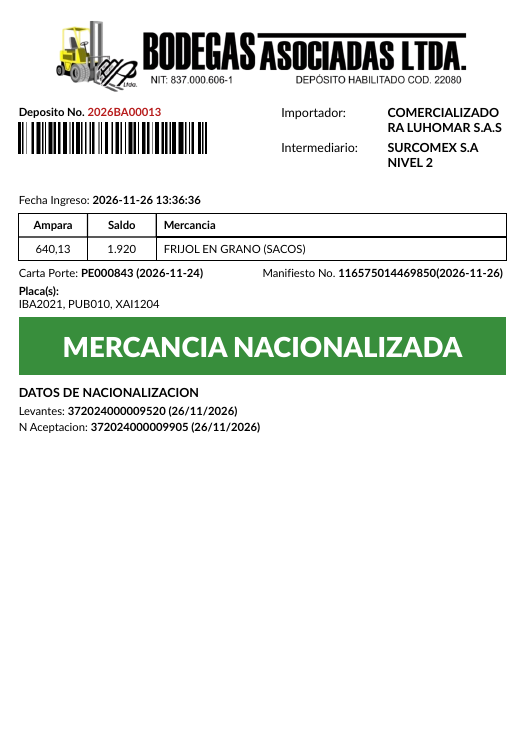 BODEGAS ASOCIADAS LTDA.
Ltda.
NIT: 837.000.606-1 DEPÓSITO HABILITADO COD. 22080
Deposito No. 2026BA00013
Importador: COMERCIALIZADO
RA LUHOMAR S.A.S
Intermediario: SURCOMEX S.A
NIVEL 2
Fecha Ingreso: 2026-11-26 13:36:36
Ampara Saldo Mercancia
640,13 1.920 FRIJOL EN GRANO (SACOS)
Carta Porte: PE000843 (2026-11-24) Manifiesto No. 116575014469850(2026-11-26)
Placa(s):
IBA2021, PUB010, XAI1204
MERCANCIA NACIONALIZADA
DATOS DE NACIONALIZACION
Levantes: 372024000009520 (26/11/2026)
N Aceptacion: 372024000009905 (26/11/2026)